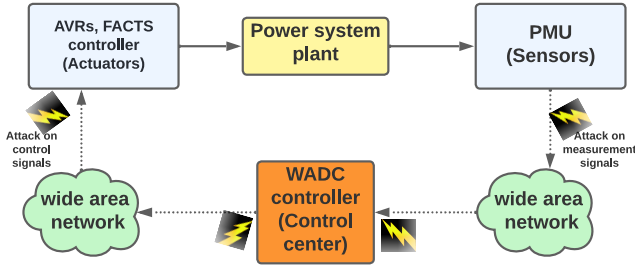 AVRs, FACTS
controller
(Actuators)
Power system
plant
PMU
(Sensors)
Attack on
control
signals
Attack on
measurement
signals
wide area
network
WADC
controller
(Control
center)
wide area
network